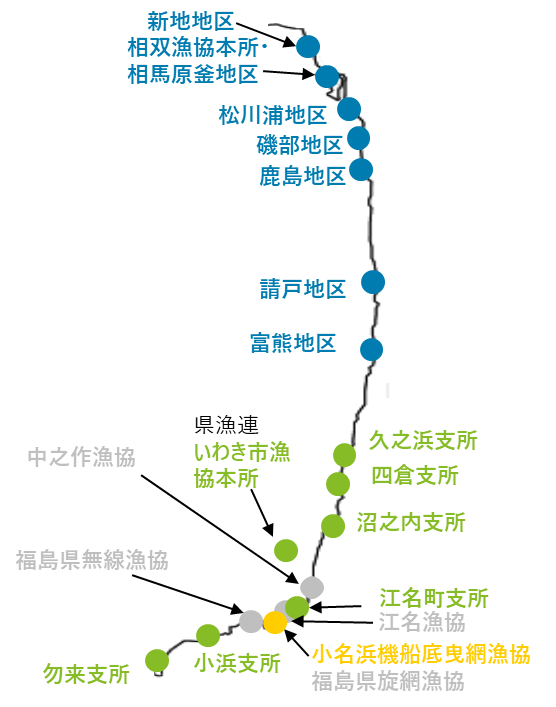 新地地区
相双漁協本所・
相馬原釜地区
松川浦地区
磯部地区
鹿島地区
請戸地区
富熊地区
県漁連
いわき市漁
協本所
中之作漁協
久之浜支所
四倉支所
沼之内支所
福島県無線漁協
江名町支所
江名漁協
小名浜機船底曳網漁協
福島県旋網漁協
小浜支所
勿来支所